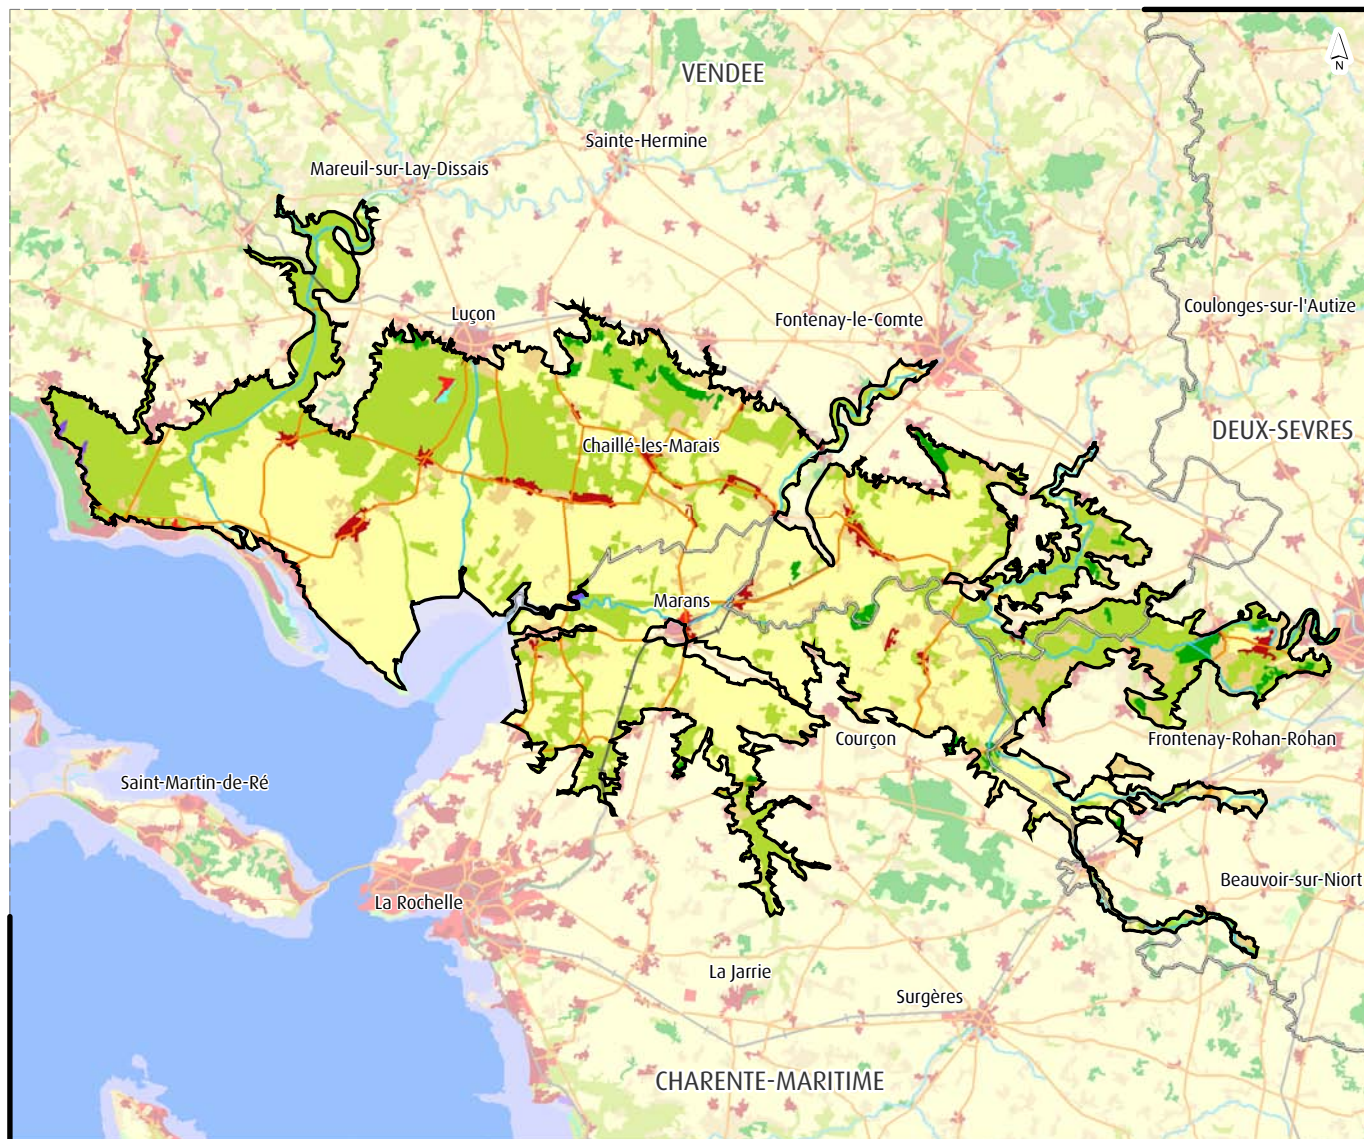 VENDEE
N
Sainte-Hermine
Mareuil-sur-Lay-Dissais
Luçon
Fontenay-le-Comte
Coulonges-sur-l'Autize
DEUX-SEVRES
Chaillé-les-Marais
Marans
Courçon
Frontenay-Rohan-Rohan
Saint-Martin-de-Ré
La Rochelle
Beauvoir-sur-Niort
La Jarrie
Surgères
CHARENTE-MARITIME